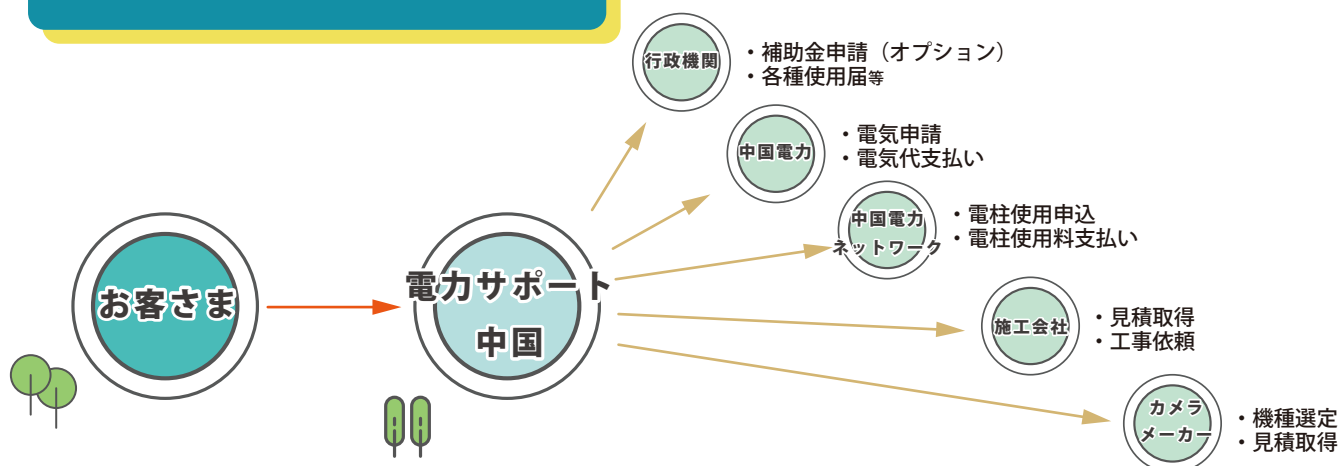 行政機関
・補助金申請（オプション）
・各種使用届等
中国電力
・電気申請
・電気代支払い
中国電力
ネットワーク
・電柱使用申込
・電柱使用料支払い
お客さま
電力サポート
中国
施工会社
・見積取得
・工事依頼
カメラ
メーカー
・機種選定
・見積取得